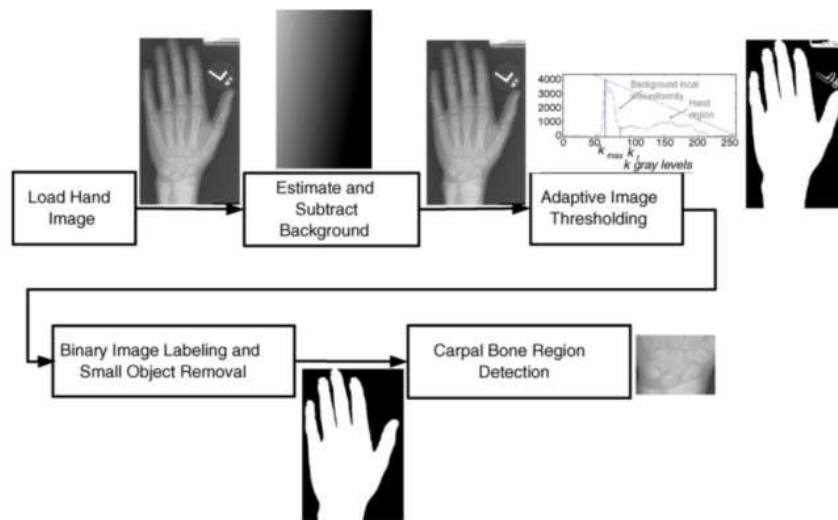 4000
3000
2000
1000
0
Background local
nonuniformity
Hand
region
0 50 100 150 200 250
k max k t
k gray levels
Load Hand
Image
Estimate and
Subtract
Background
Adaptive Image
Thresholding
Binary Image Labeling and
Small Object Removal
Carpal Bone Region
Detection